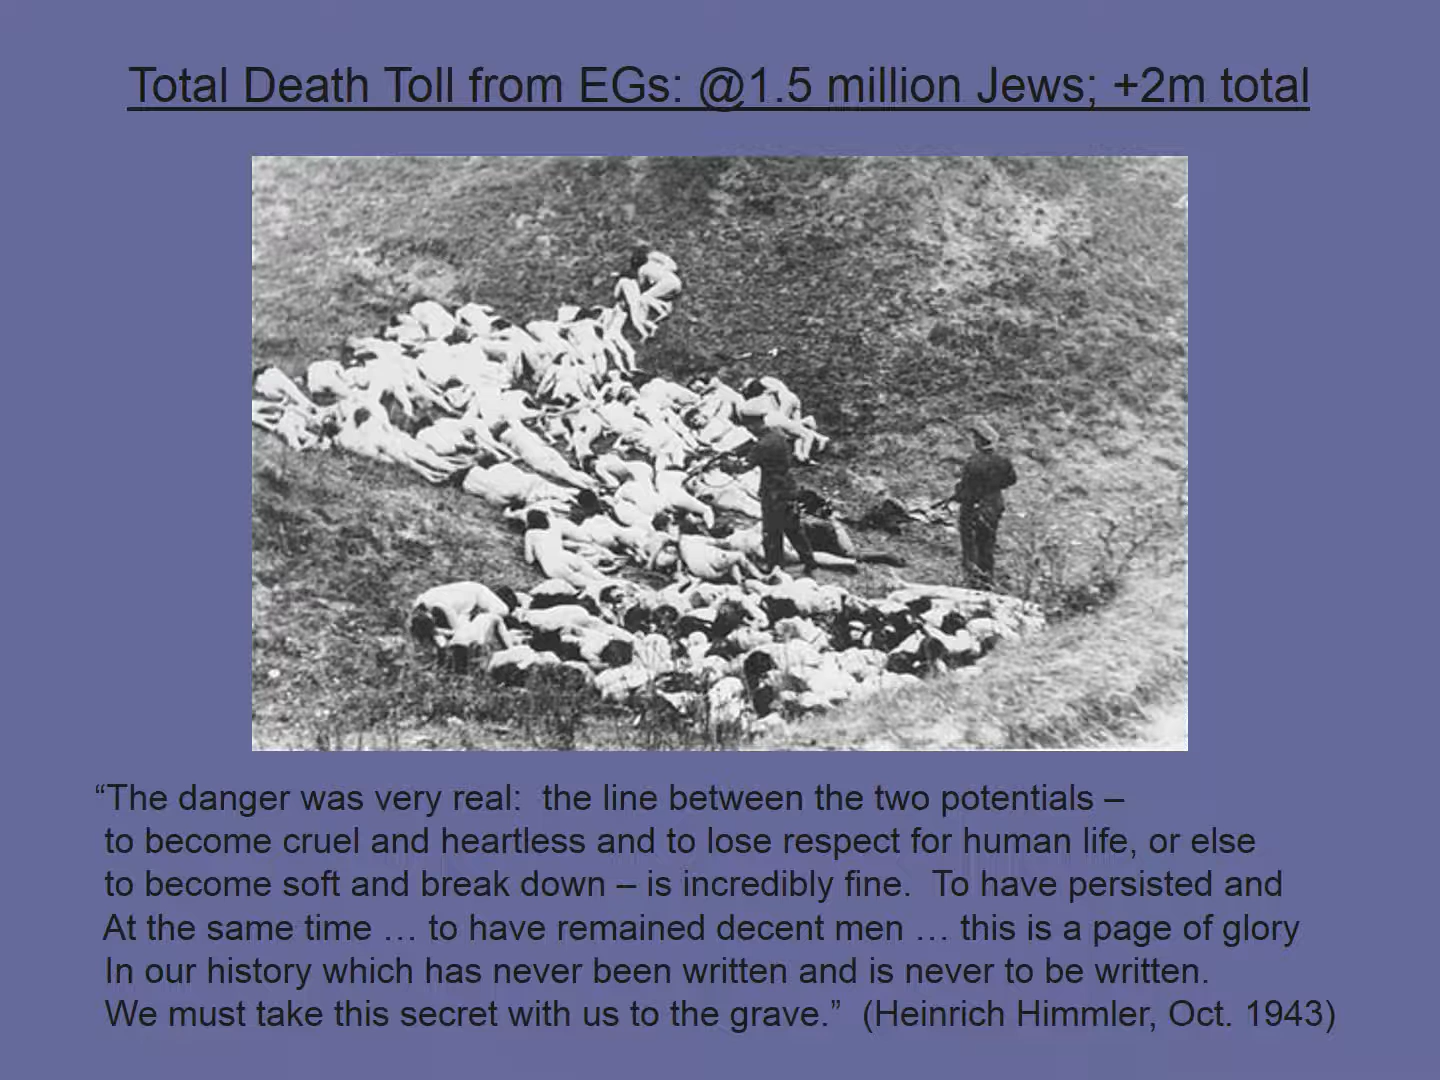 Total Death Toll from EGs: @1.5 million Jews; +2m total
“The danger was very real:  the line between the two potentials –
to become cruel and heartless and to lose respect for human life, or else
to become soft and break down – is incredibly fine.  To have persisted and
At the same time … to have remained decent men … this is a page of glory
In our history which has never been written and is never to be written.
We must take this secret with us to the grave.”  (Heinrich Himmler, Oct. 1943)